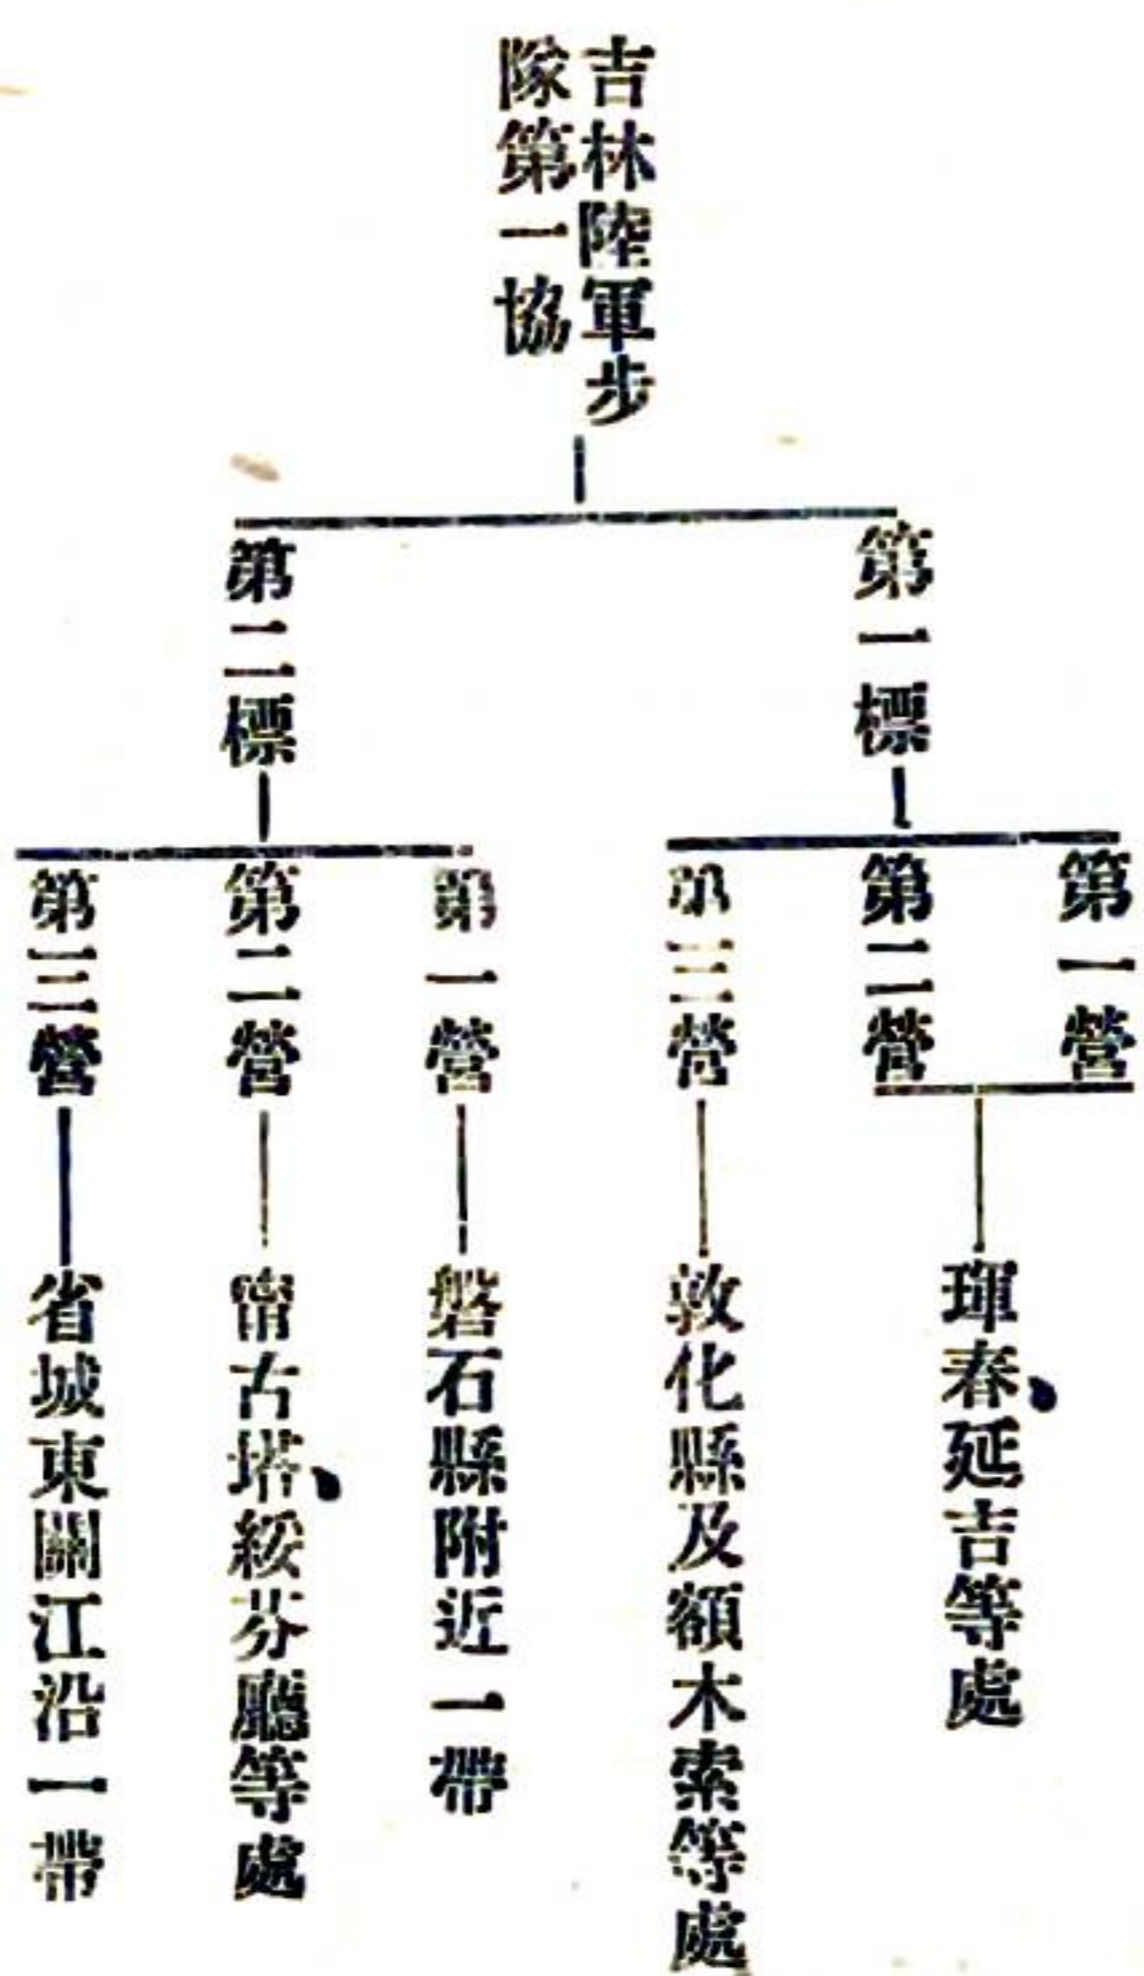 吉林陸軍步
隊第一協
第一標
第二標
第一營
第二營
第三營
第一營
第二營
第三營
琿春、延吉等處
敦化縣及額木索等處
磐石縣附近一帶
甯古塔、綏芬廳等處
省城東關江沿一帶